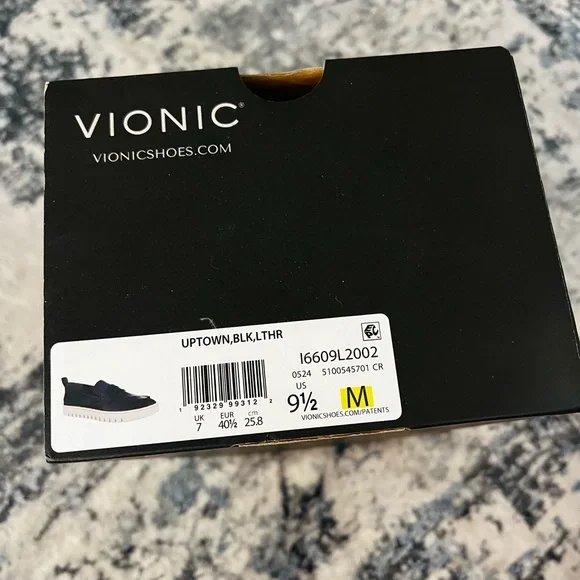 VIONIC®
VIONICSHOES.COM
UPTOWN,BLK,LTHR
I6609L2002
0524 5100545701 CR
1 92329 99312 2
US
9½ M
UK EUR cm
7 40½ 25.8
VIONICSHOES.COM/PATENTS